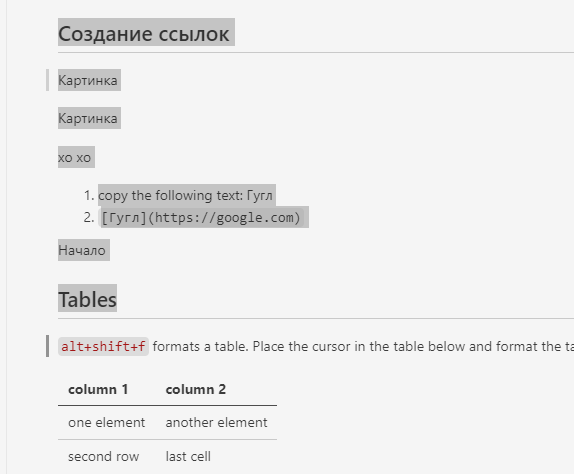 Создание ссылок
Картинка
Картинка
хо хо
1. copy the following text: Гугл
2. [Гугл](https://google.com)
Начало
Tables
alt+shift+f formats a table. Place the cursor in the table below and format the ta
column 1 column 2
one element another element
second row last cell